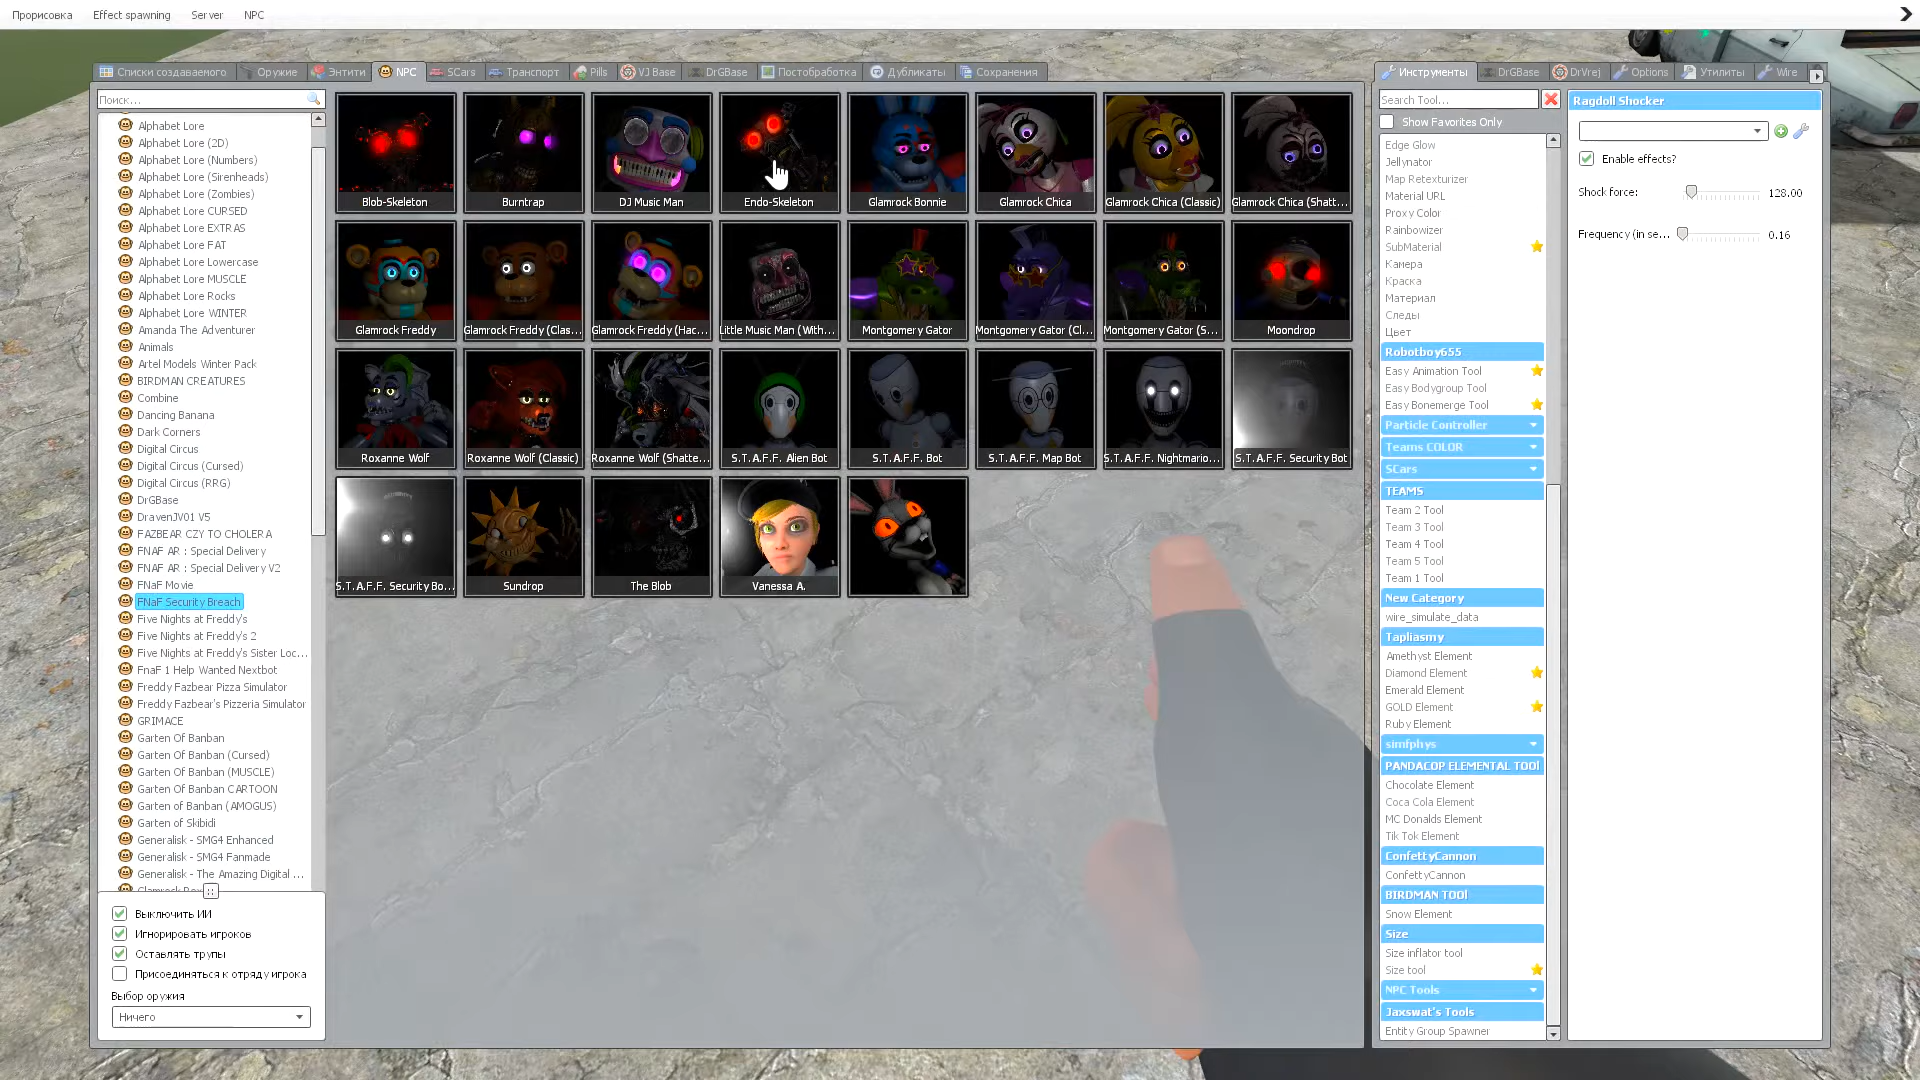 Прорисовка Effect spawning Server NPC
Списки создаваемого Оружие Энтити NPC SCars Транспорт Pills VJ Base DrGBase Постобработка Дубликаты Сохранения
Поиск...
Alphabet Lore
Alphabet Lore (2D)
Alphabet Lore (Numbers)
Alphabet Lore (Sirenheads)
Alphabet Lore (Zombies)
Alphabet Lore CURSED
Alphabet Lore EXTRAS
Alphabet Lore FAT
Alphabet Lore Lowercase
Alphabet Lore MUSCLE
Alphabet Lore Rocks
Alphabet Lore WINTER
Amanda The Adventurer
Animals
Artel Models Winter Pack
BIRDMAN CREATURES
Combine
Dancing Banana
Dark Corners
Digital Circus
Digital Circus (Cursed)
Digital Circus (RRG)
DrGBase
DravenJV01 V5
FAZBEAR CZY TO CHOLERA
FNAF AR : Special Delivery
FNAF AR : Special Delivery V2
FNaF Movie
FNaF Security Breach
Five Nights at Freddy's
Five Nights at Freddy's 2
Five Nights at Freddy's Sister Loc...
FnaF 1 Help Wanted Nextbot
Freddy Fazbear Pizza Simulator
Freddy Fazbear's Pizzeria Simulator
GRIMACE
Garten Of Banban
Garten Of Banban (Cursed)
Garten Of Banban (MUSCLE)
Garten Of Banban CARTOON
Garten of Banban (AMOGUS)
Garten of Skibidi
Generalisk - SMG4 Enhanced
Generalisk - SMG4 Fanmade
Generalisk - The Amazing Digital ...
Выключить ИИ
Игнорировать игроков
Оставлять трупы
Присоединяться к отряду игрока
Выбор оружия
Ничего
Blob-Skeleton Burntrap DJ Music Man Endo-Skeleton Glamrock Bonnie Glamrock Chica Glamrock Chica (Classic) Glamrock Chica (Shatt...
Glamrock Freddy Glamrock Freddy (Clas... Glamrock Freddy (Hac... Little Music Man (With... Montgomery Gator Montgomery Gator (Cl... Montgomery Gator (S... Moondrop
Roxanne Wolf Roxanne Wolf (Classic) Roxanne Wolf (Shatte... S.T.A.F.F. Alien Bot S.T.A.F.F. Bot S.T.A.F.F. Map Bot S.T.A.F.F. Nightmario... S.T.A.F.F. Security Bot
S.T.A.F.F. Security Bo... Sundrop The Blob Vanessa A.
Инструменты DrGBase DrVrej Options Утилиты Wire
Search Tool...
Show Favorites Only
Edge Glow
Jellynator
Map Retexturizer
Material URL
Proxy Color
Rainbowizer
SubMaterial
Камера
Краска
Материал
Следы
Цвет
Robotboy655
Easy Animation Tool
Easy Bodygroup Tool
Easy Bonemerge Tool
Particle Controller
Teams COLOR
SCars
TEAMS
Team 2 Tool
Team 3 Tool
Team 4 Tool
Team 5 Tool
Team 1 Tool
New Category
wire_simulate_data
Tapliasmy
Amethyst Element
Diamond Element
Emerald Element
GOLD Element
Ruby Element
simfphys
PANDACOP ELEMENTAL TOOl
Chocolate Element
Coca Cola Element
MC Donalds Element
Tik Tok Element
ConfettyCannon
ConfettyCannon
BIRDMAN TOOl
Snow Element
Size
Size inflator tool
Size tool
NPC Tools
Jaxswat's Tools
Entity Group Spawner
Ragdoll Shocker
Enable effects?
Shock force: 128.00
Frequency (in se... 0.16